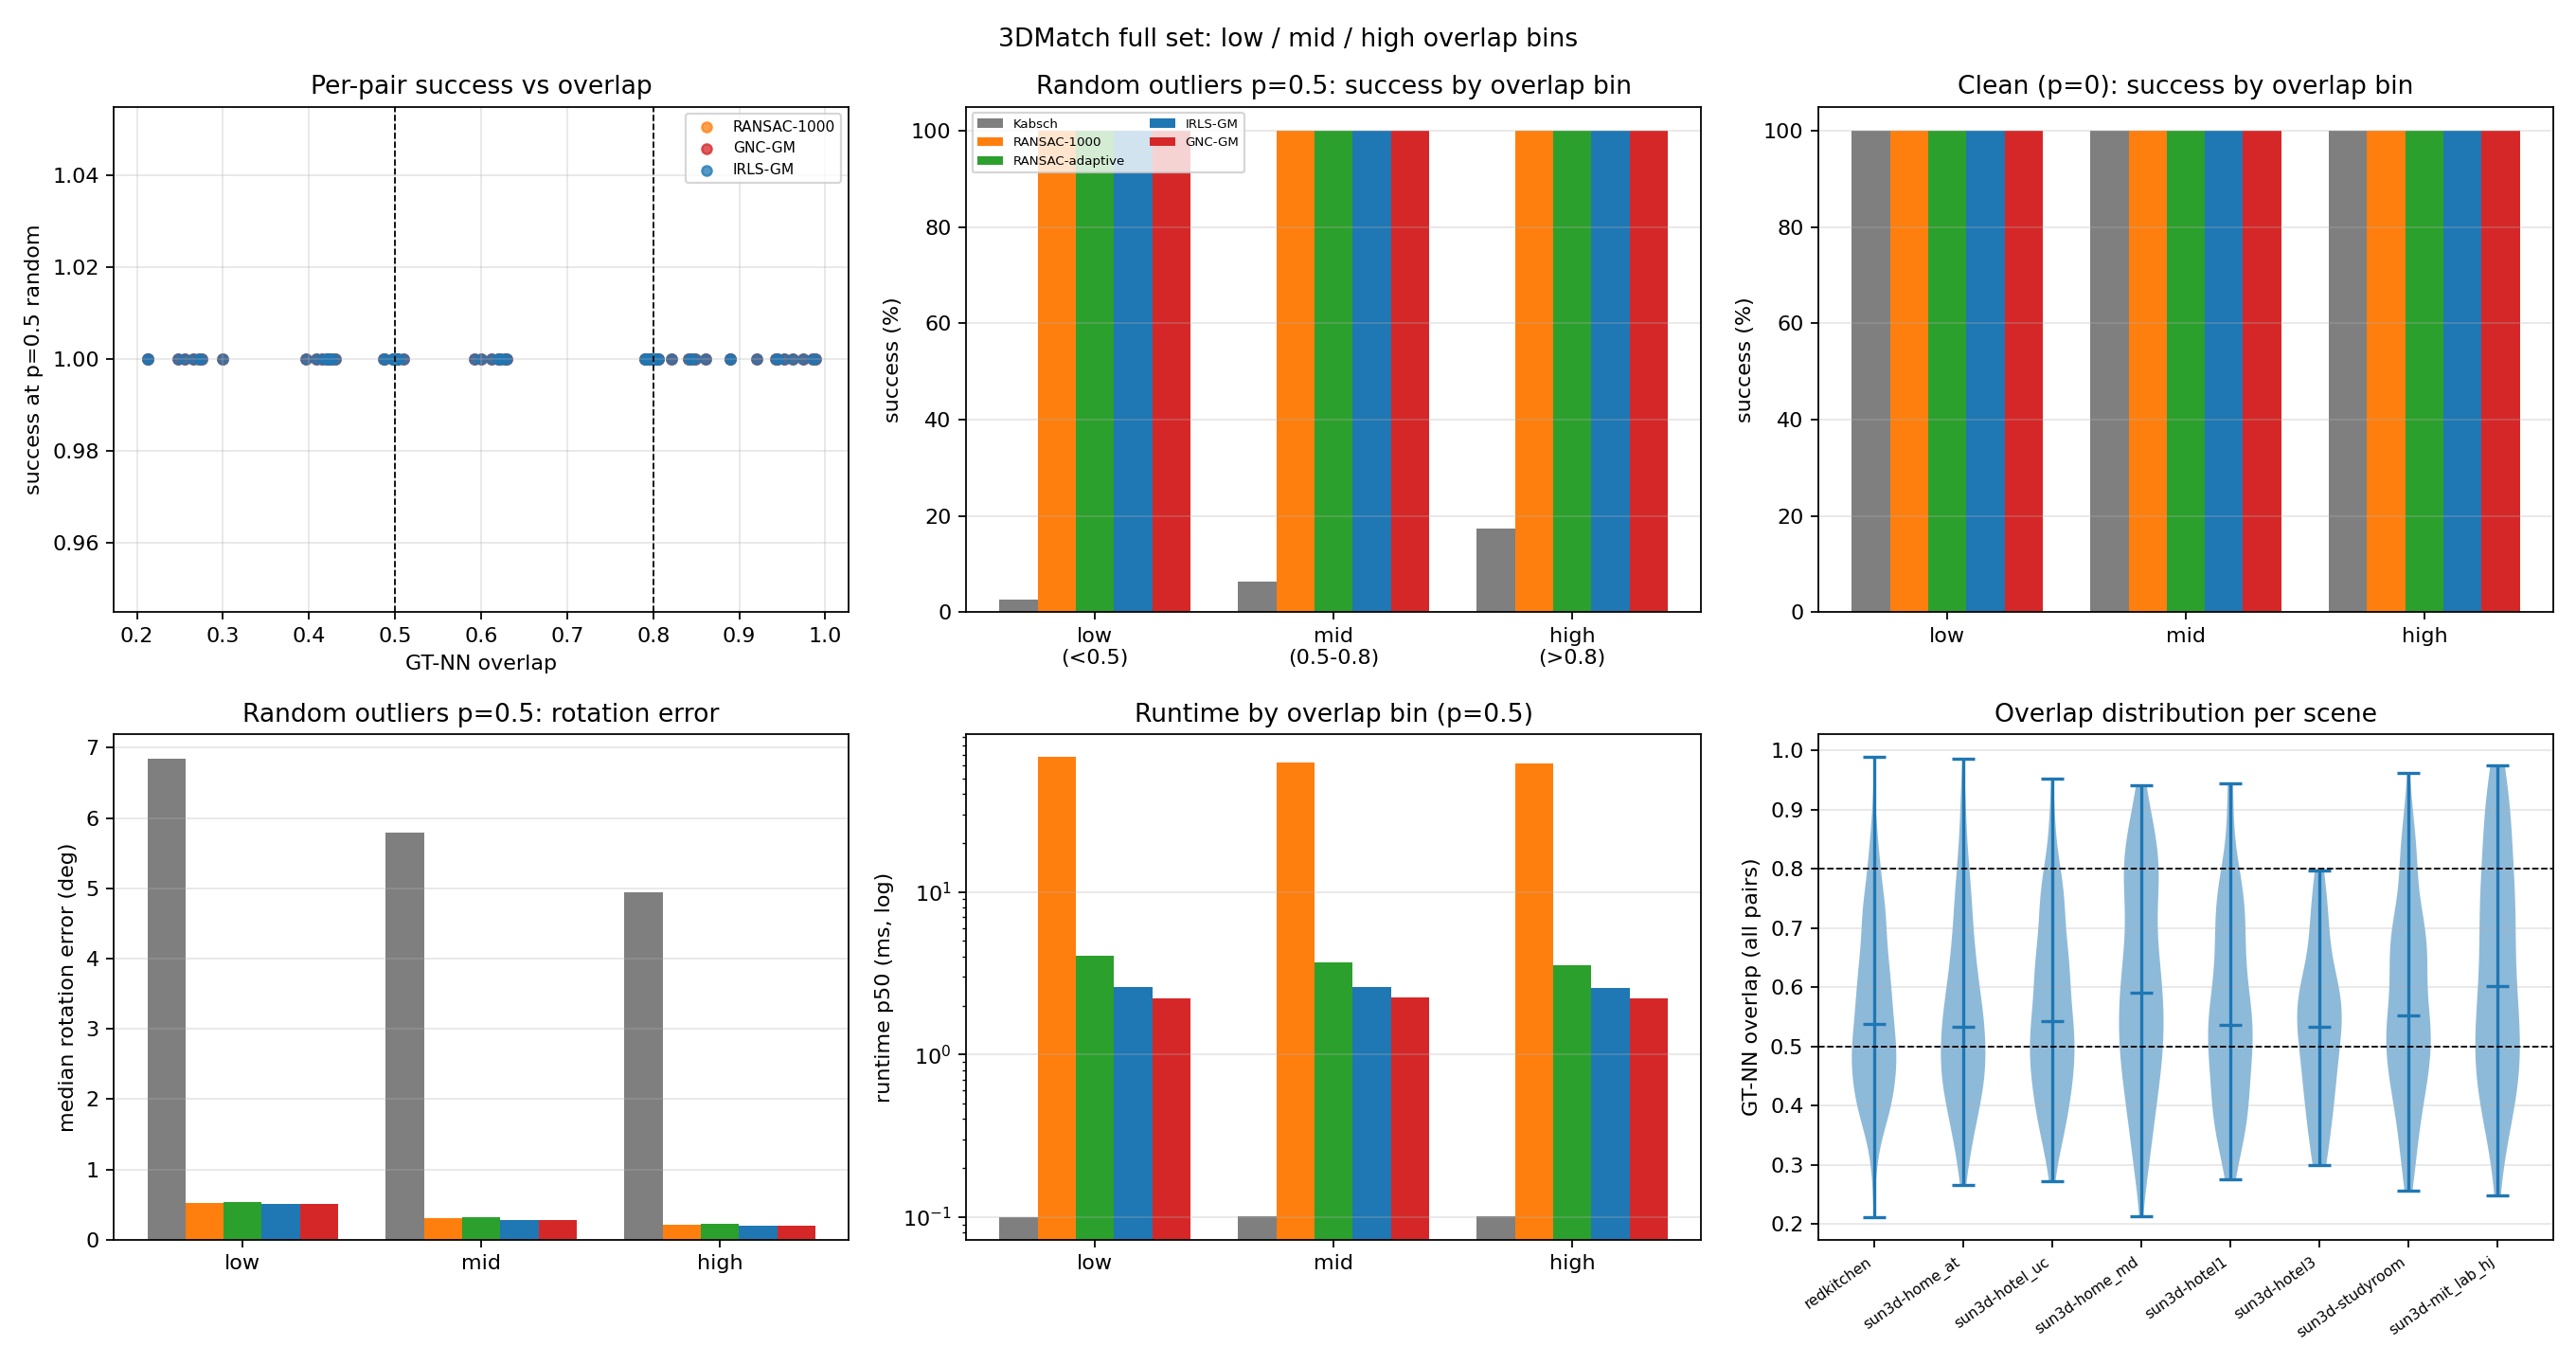 3DMatch full set: low / mid / high overlap bins
Per-pair success vs overlap
success at p=0.5 random
1.04
1.02
1.00
0.98
0.96
RANSAC-1000
GNC-GM
IRLS-GM
0.2 0.3 0.4 0.5 0.6 0.7 0.8 0.9 1.0
GT-NN overlap
Random outliers p=0.5: success by overlap bin
success (%)
100
80
60
40
20
0
Kabsch
RANSAC-1000
RANSAC-adaptive
IRLS-GM
GNC-GM
low
(<0.5)
mid
(0.5-0.8)
high
(>0.8)
Clean (p=0): success by overlap bin
success (%)
100
80
60
40
20
0
low mid high
Random outliers p=0.5: rotation error
median rotation error (deg)
7
6
5
4
3
2
1
0
low mid high
Runtime by overlap bin (p=0.5)
runtime p50 (ms, log)
10¹
10⁰
10⁻¹
low mid high
Overlap distribution per scene
GT-NN overlap (all pairs)
1.0
0.9
0.8
0.7
0.6
0.5
0.4
0.3
0.2
redkitchen
sun3d-home_at
sun3d-hotel_uc
sun3d-home_md
sun3d-hotel1
sun3d-hotel3
sun3d-studyroom
sun3d-mit_lab_hj